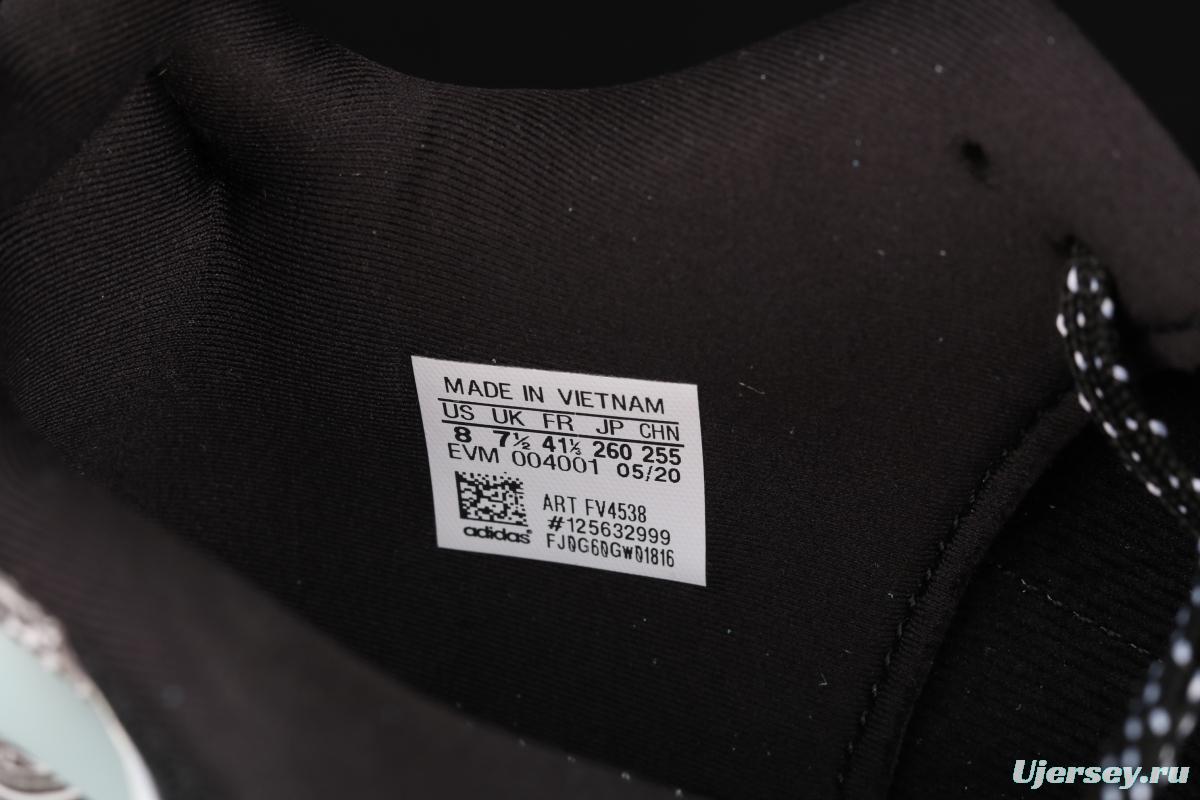 MADE IN VIETNAM
US UK FR JP CHN
8 7½ 41⅓ 260 255
EVM 004001 05/20
ART FV4538
#125632999
adidas FJ0G60GW01816
Ujersey.ru